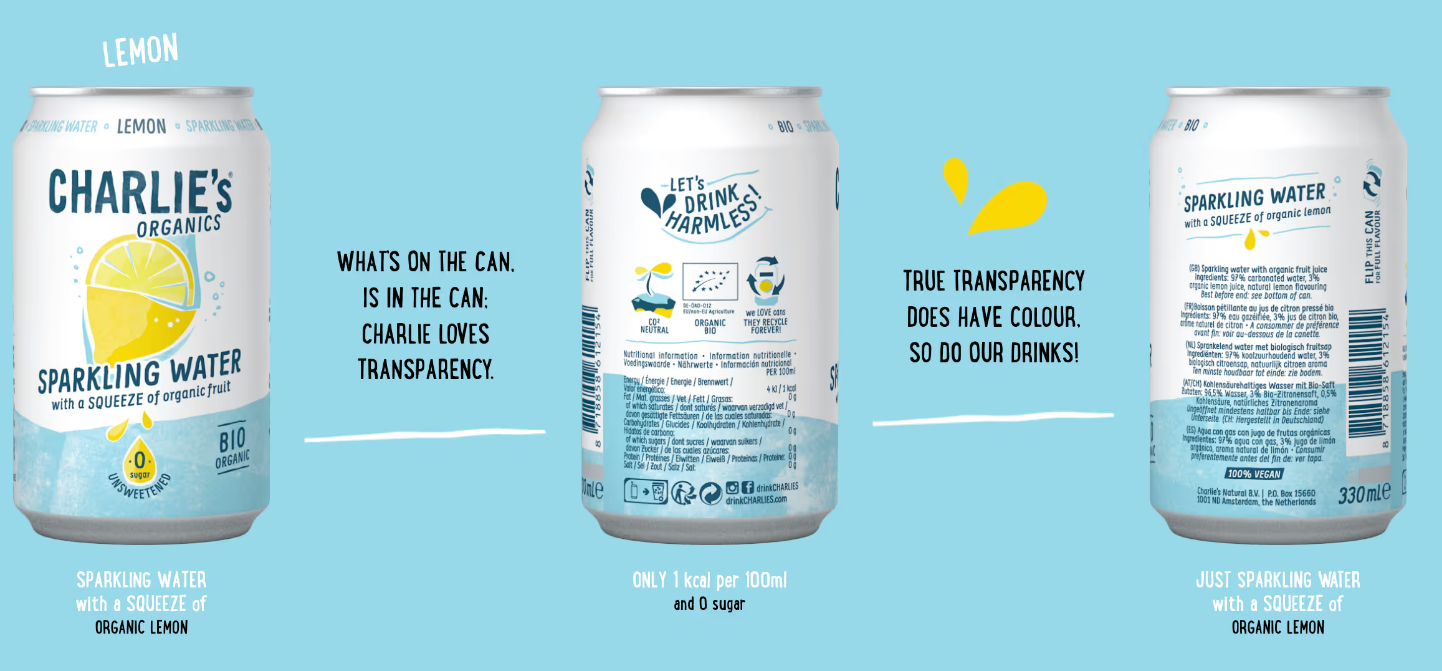 LEMON
SPARKLING WATER ° LEMON ° SPARKLING WATER
CHARLIE's
ORGANICS
SPARKLING WATER
with a SQUEEZE of organic fruit
BIO
ORGANIC
0
sugar
UNSWEETENED
SPARKLING WATER
with a SQUEEZE of
ORGANIC LEMON
WHAT'S ON THE CAN,
IS IN THE CAN;
CHARLIE LOVES
TRANSPARENCY.
° BIO °
FLIP THIS CAN
FOR FULL FLAVOUR
LET'S
DRINK
HARMLESS!
CO²
NEUTRAL
DE-ÖKO-012
EU/non-EU Agriculture
ORGANIC
BIO
we LOVE cans
THEY RECYCLE
FOREVER!
Nutritional information • Information nutritionelle •
Voedingswaarde • Nährwerte • Información nutricional
PER 100ml
Energy / Énergie / Energie / Brennwert /
Valor energético: 4 kJ / 1 kcal
Fat / Mat. grasses / Vet / Fett / Grasas: 0 g
of which saturates / dont saturés / waarvan verzadigd vet /
davon gesättigte Fettsäuren / de las cuales saturadas: 0 g
Carbohydrates / Glucides / Koolhydraten / Kohlenhydrate /
Hidratos de carbono: 0 g
of which sugars / dont sucres / waarvan suikers /
davon Zucker / de los cuales azúcares: 0 g
Protein / Protéines / Eiwitten / Eiweiß / Proteínas / Proteine: 0 g
Salt / Sel / Zout / Salz / Sal: 0 g
8 718858 612154
drinkCHARLIES
drinkCHARLIES.com
ONLY 1 kcal per 100ml
and 0 sugar
TRUE TRANSPARENCY
DOES HAVE COLOUR,
SO DO OUR DRINKS!
° BIO °
SPARKLING WATER
with a SQUEEZE of organic lemon
FLIP THIS CAN
FOR FULL FLAVOUR
(GB) Sparkling water with organic fruit juice
Ingredients: 97% carbonated water, 3%
organic lemon juice, natural lemon flavouring
Best before end: see bottom of can.
(FR)Boisson pétillante au jus de citron pressé bio
Ingrédients: 97% eau gazéifiée, 3% jus de citron bio,
arôme naturel de citron • A consommer de préférence
avant fin: voir au-dessous de la canette.
(NL) Sprankelend water met biologisch fruitsap
Ingrediënten: 97% koolzuurhoudend water, 3%
biologisch citroensap, natuurlijk citroen aroma
Ten minste houdbaar tot einde: zie bodem.
(AT/CH) Kohlensäurehaltiges Wasser mit Bio-Saft
Zutaten: 96,5% Wasser, 3% Bio-Zitronensaft, 0,5%
Kohlensäure, natürliches Zitronenaroma
Ungeöffnet mindestens haltbar bis Ende: siehe
Unterseite (CH: Hergestellt in Deutschland)
(ES) Agua con gas con jugo de frutas orgánicas
Ingredientes: 97% agua con gas, 3% jugo de limón
orgánico, aroma natural de limón • Consumir
preferentemente antes del fin de: ver tapa.
100% VEGAN
Charlie's Natural B.V. | P.O. Box 15660
1001 ND Amsterdam, the Netherlands
8 718858 612154
330 mLe
JUST SPARKLING WATER
with a SQUEEZE of
ORGANIC LEMON